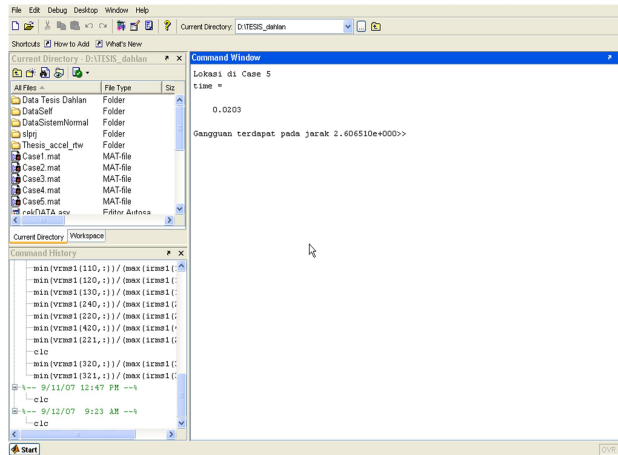 File Edit Debug Desktop Window Help
Current Directory: D:\TESIS_dahlan
Shortcuts How to Add What's New
Current Directory - D:\TESIS_dahlan
All Files File Type Siz
Data Tesis Dahlan Folder
DataSelf Folder
DataSistemNormal Folder
slprj Folder
Thesis_accel_rtw Folder
Case1.mat MAT-file
Case2.mat MAT-file
Case3.mat MAT-file
Case4.mat MAT-file
Case5.mat MAT-file
cekDATA.asv Editor Autosa
Current Directory Workspace
Command History
min(vrms1(110,:))/(max(irms1(
min(vrms1(120,:))/(max(irms1(
min(vrms1(130,:))/(max(irms1(
min(vrms1(240,:))/(max(irms1(
min(vrms1(220,:))/(max(irms1(
min(vrms1(420,:))/(max(irms1(
min(vrms1(221,:))/(max(irms1(
clc
min(vrms1(320,:))/(max(irms1(
min(vrms1(321,:))/(max(irms1(
%-- 9/11/07 12:47 PM --%
clc
%-- 9/12/07 9:23 AM --%
clc
Command Window
Lokasi di Case 5
time =
0.0203
Gangguan terdapat pada jarak 2.606510e+000>>
Start
OVR